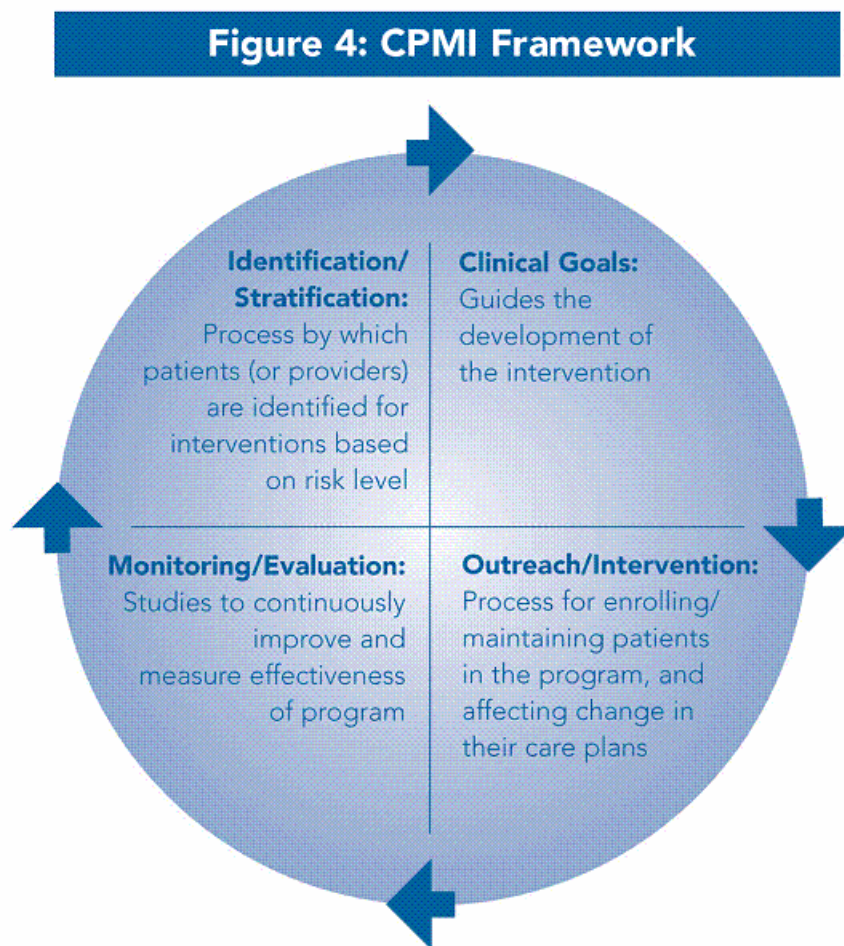 Figure 4: CPMI Framework
Identification/
Stratification:
Process by which
patients (or providers)
are identified for
interventions based
on risk level
Clinical Goals:
Guides the
development of
the intervention
Monitoring/Evaluation:
Studies to continuously
improve and
measure effectiveness
of program
Outreach/Intervention:
Process for enrolling/
maintaining patients
in the program, and
affecting change in
their care plans